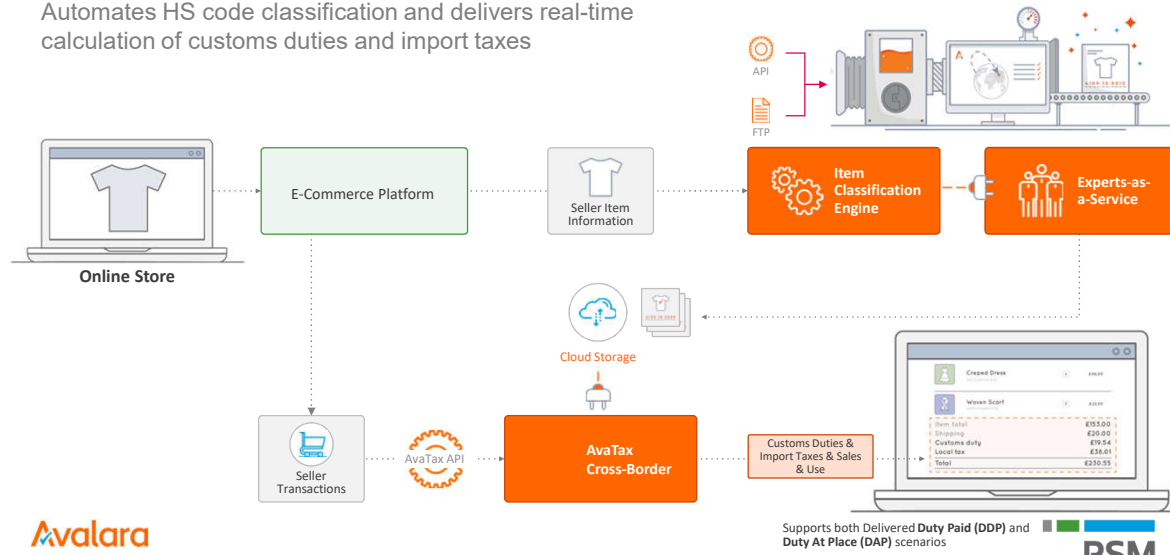 Automates HS code classification and delivers real-time
calculation of customs duties and import taxes
API
FTP
E-Commerce Platform
Seller Item
Information
Item
Classification
Engine
Experts-as-
a-Service
Online Store
Cloud Storage
Seller
Transactions
AvaTax API
AvaTax
Cross-Border
Customs Duties &
Import Taxes & Sales
& Use
Creped Dress
Woven Scarf
Item total £153.00
Shipping £20.00
Customs duty £19.54
Local tax £38.01
Total £230.55
Avalara
Supports both Delivered Duty Paid (DDP) and
Duty At Place (DAP) scenarios
RSM